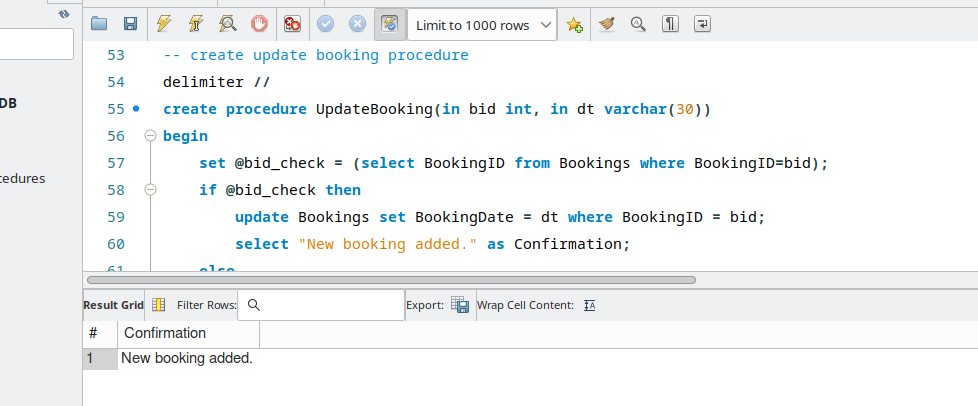 Limit to 1000 rows
53 -- create update booking procedure
54 delimiter //
55 create procedure UpdateBooking(in bid int, in dt varchar(30))
DB
56 begin
57 set @bid_check = (select BookingID from Bookings where BookingID=bid);
cedures
58 if @bid_check then
59 update Bookings set BookingDate = dt where BookingID = bid;
60 select "New booking added." as Confirmation;
61 else
Result Grid Filter Rows: Export: Wrap Cell Content:
# Confirmation
1 New booking added.